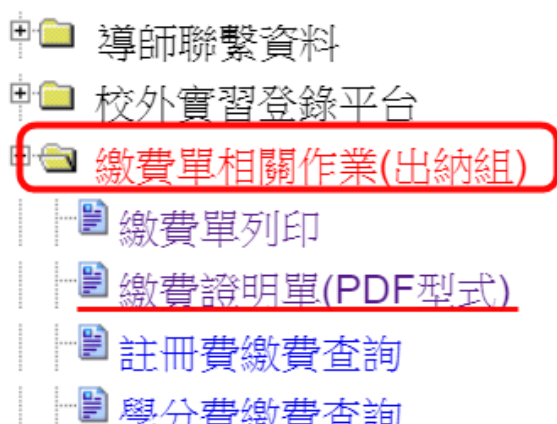 導師聯繫資料
校外實習登錄平台
繳費單相關作業(出納組)
繳費單列印
繳費證明單(PDF型式)
註冊費繳費查詢
學分費繳費查詢